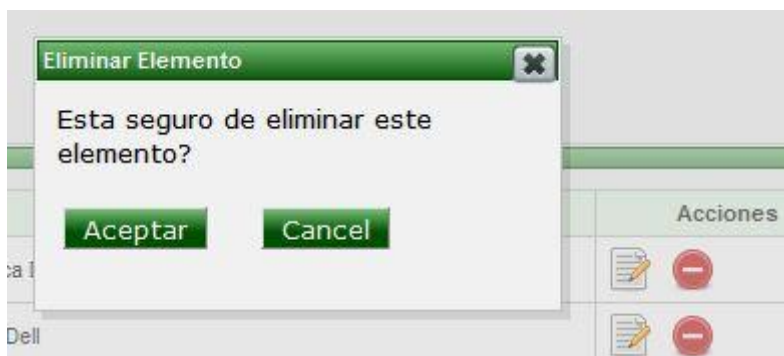 Eliminar Elemento
Esta seguro de eliminar este
elemento?
Aceptar Cancel
Acciones
Dell